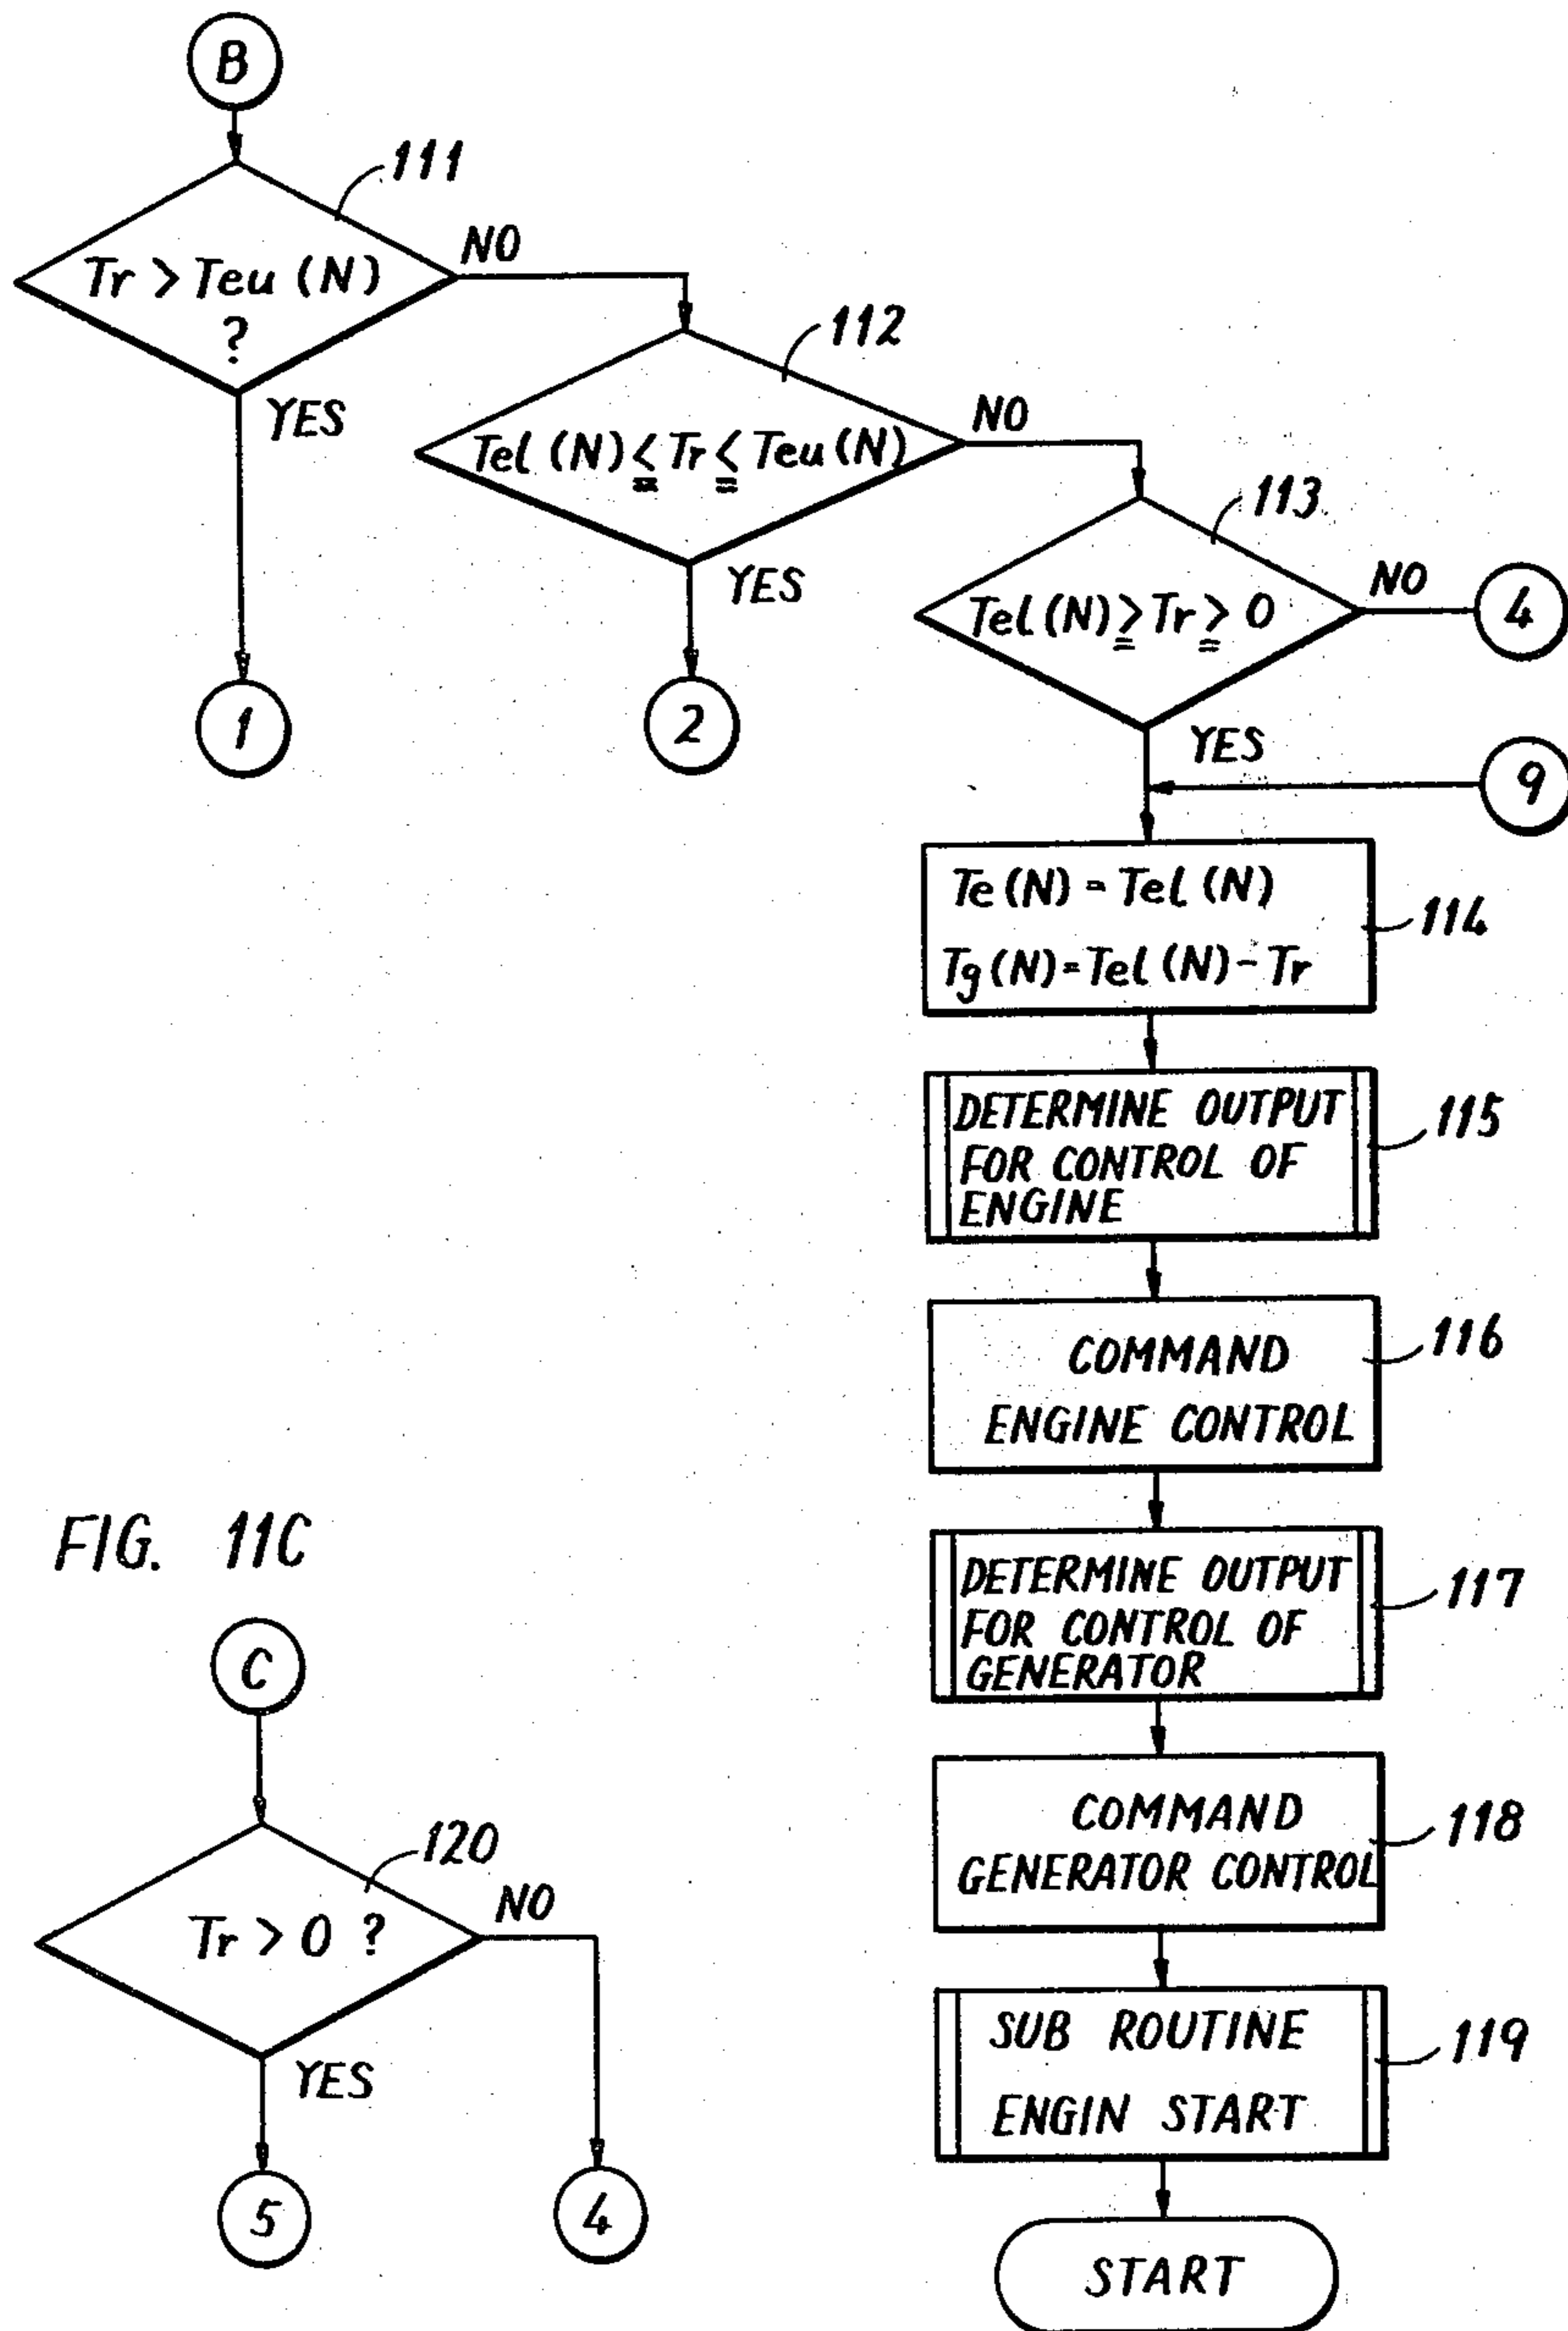 B
111
Tr > Teu (N)
?
NO
YES
1
112
Tel (N) ≦ Tr ≦ Teu (N)
NO
YES
2
113
Tel (N) ≧ Tr ≧ 0
NO
4
YES
9
Te (N) = Tel (N)
Tg (N) = Tel (N) - Tr
114
DETERMINE OUTPUT
FOR CONTROL OF
ENGINE
115
COMMAND
ENGINE CONTROL
116
DETERMINE OUTPUT
FOR CONTROL OF
GENERATOR
117
COMMAND
GENERATOR CONTROL
118
SUB ROUTINE
ENGIN START
119
START
FIG. 11C
C
120
Tr > 0 ?
NO
YES
5
4